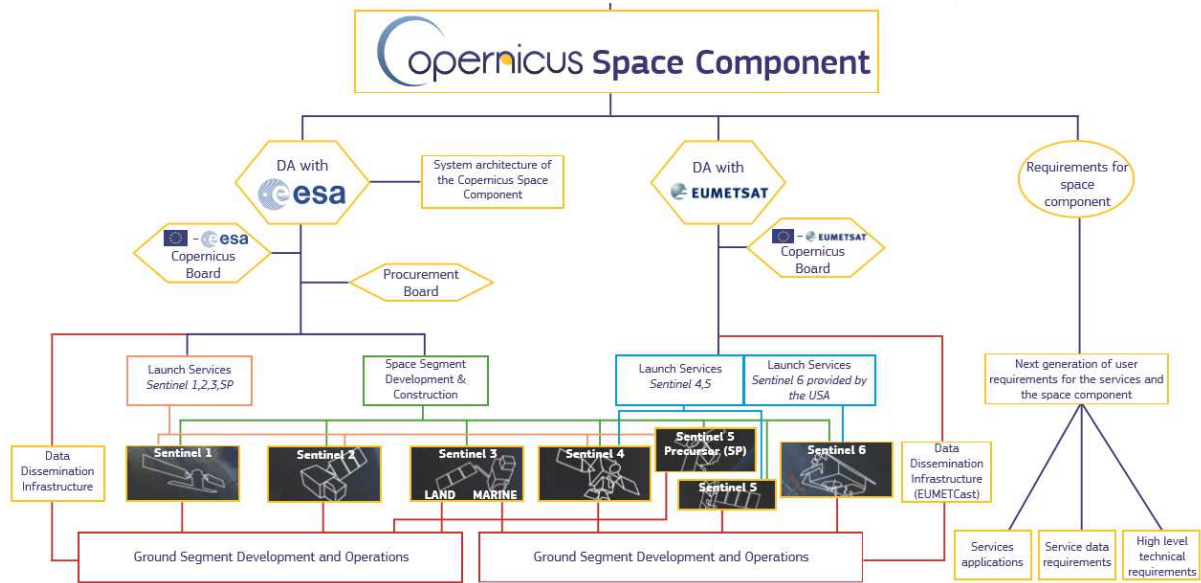 Copernicus Space Component
DA with
esa
System architecture of
the Copernicus Space
Component
DA with
EUMETSAT
Requirements for
space
component
- esa
Copernicus
Board
- EUMETSAT
Copernicus
Board
Procurement
Board
Launch Services
Sentinel 1,2,3,5P
Space Segment
Development &
Construction
Launch Services
Sentinel 4,5
Launch Services
Sentinel 6 provided by
the USA
Next generation of user
requirements for the services and
the space component
Data
Dissemination
Infrastructure
Sentinel 1
Sentinel 2
Sentinel 3
LAND MARINE
Sentinel 4
Sentinel 5
Precursor (5P)
Sentinel 5
Sentinel 6
Data
Dissemination
Infrastructure
(EUMETCast)
Ground Segment Development and Operations
Ground Segment Development and Operations
Services
applications
Service data
requirements
High level
technical
requirements